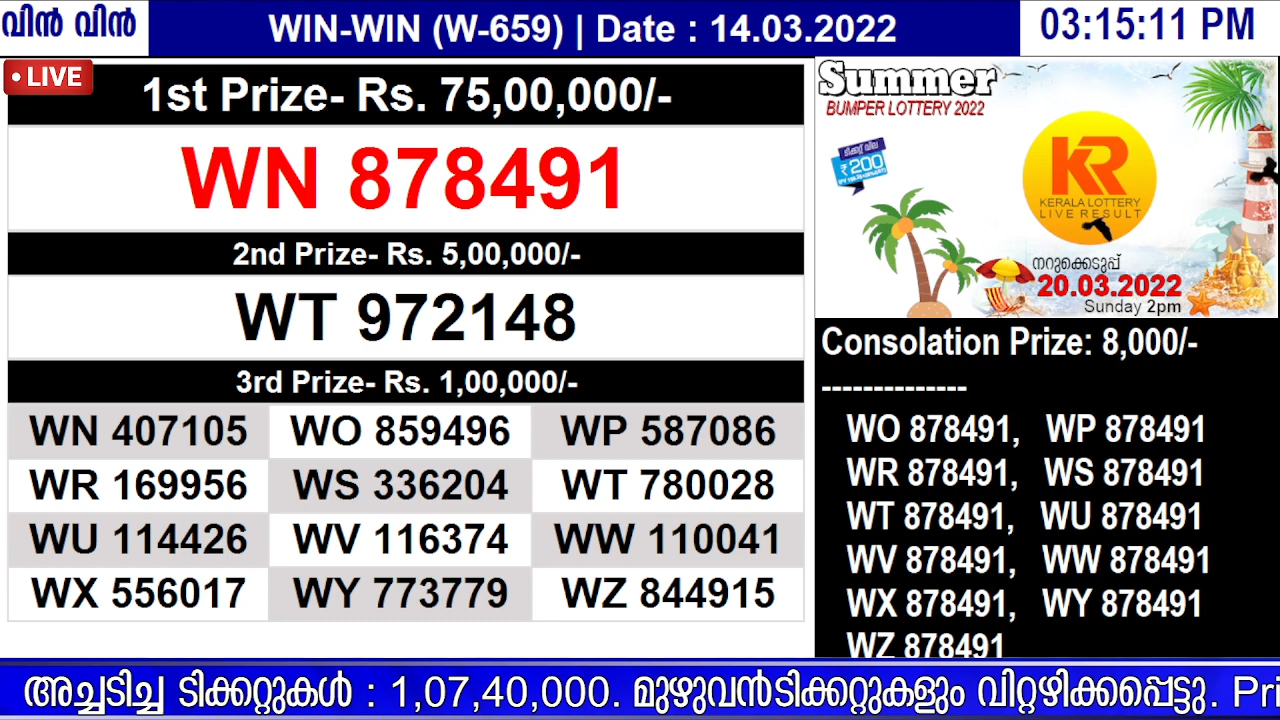 വിൻ വിൻ
WIN-WIN (W-659) | Date : 14.03.2022
03:15:11 PM
• LIVE
1st Prize- Rs. 75,00,000/-
WN 878491
2nd Prize- Rs. 5,00,000/-
WT 972148
3rd Prize- Rs. 1,00,000/-
WN 407105 WO 859496 WP 587086
WR 169956 WS 336204 WT 780028
WU 114426 WV 116374 WW 110041
WX 556017 WY 773779 WZ 844915
Summer
BUMPER LOTTERY 2022
ടിക്കറ്റ് വില
₹200
KR
KERALA LOTTERY
LIVE RESULT
നറുക്കെടുപ്പ്
20.03.2022
Sunday 2pm
Consolation Prize: 8,000/-
--------------
WO 878491, WP 878491
WR 878491, WS 878491
WT 878491, WU 878491
WV 878491, WW 878491
WX 878491, WY 878491
WZ 878491
അച്ചടിച്ച ടിക്കറ്റുകൾ : 1,07,40,000. മുഴുവൻടിക്കറ്റുകളും വിറ്റഴിക്കപ്പെട്ടു. Pri